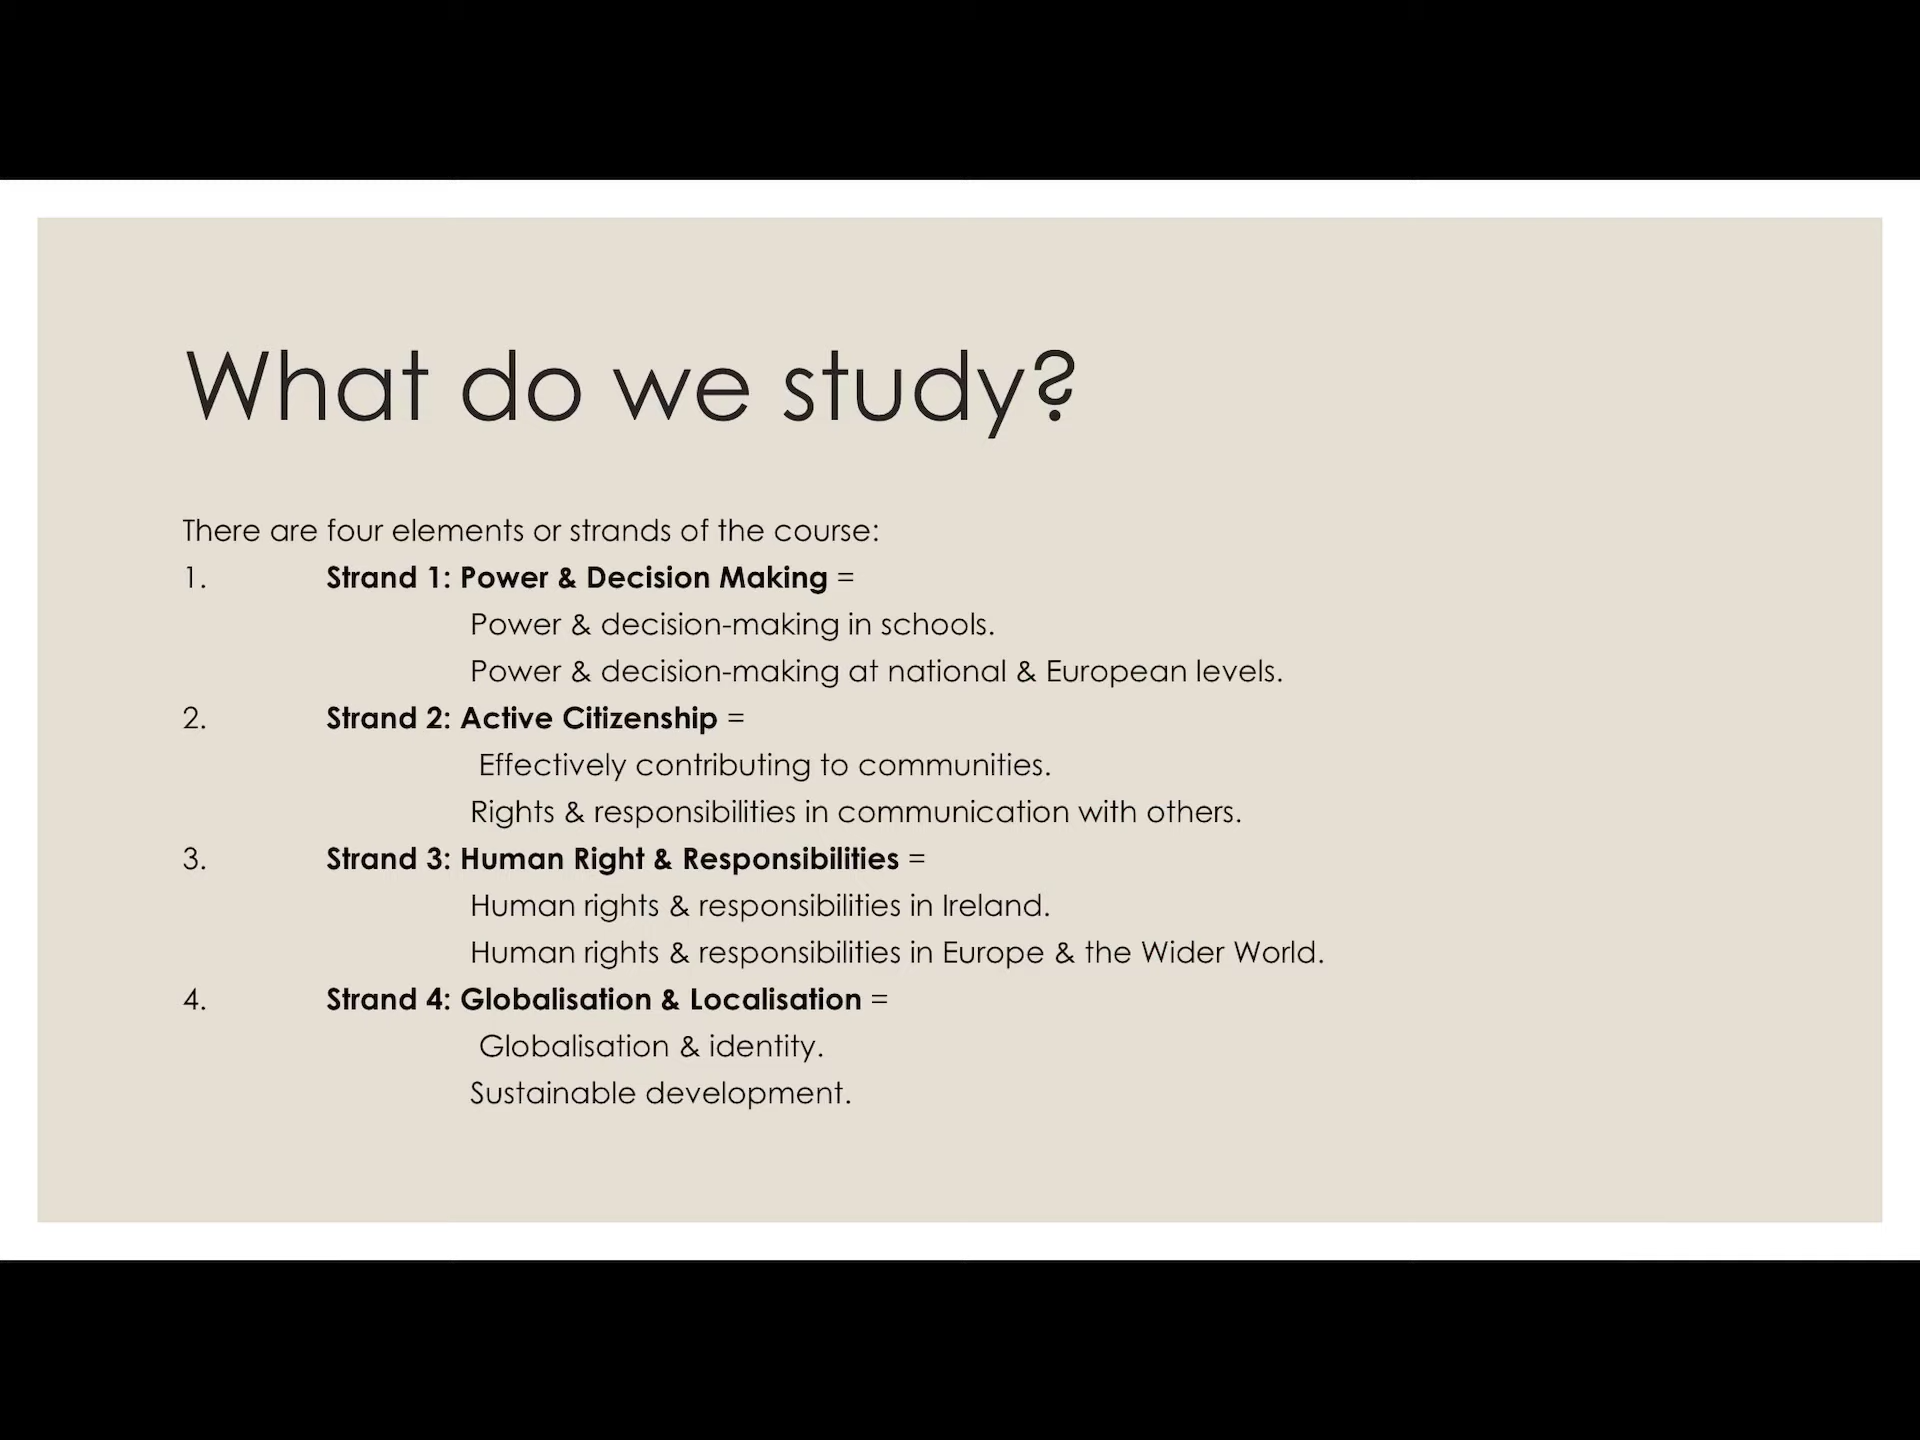 What do we study?
There are four elements or strands of the course:
1. Strand 1: Power & Decision Making =
Power & decision-making in schools.
Power & decision-making at national & European levels.
2. Strand 2: Active Citizenship =
Effectively contributing to communities.
Rights & responsibilities in communication with others.
3. Strand 3: Human Right & Responsibilities =
Human rights & responsibilities in Ireland.
Human rights & responsibilities in Europe & the Wider World.
4. Strand 4: Globalisation & Localisation =
Globalisation & identity.
Sustainable development.